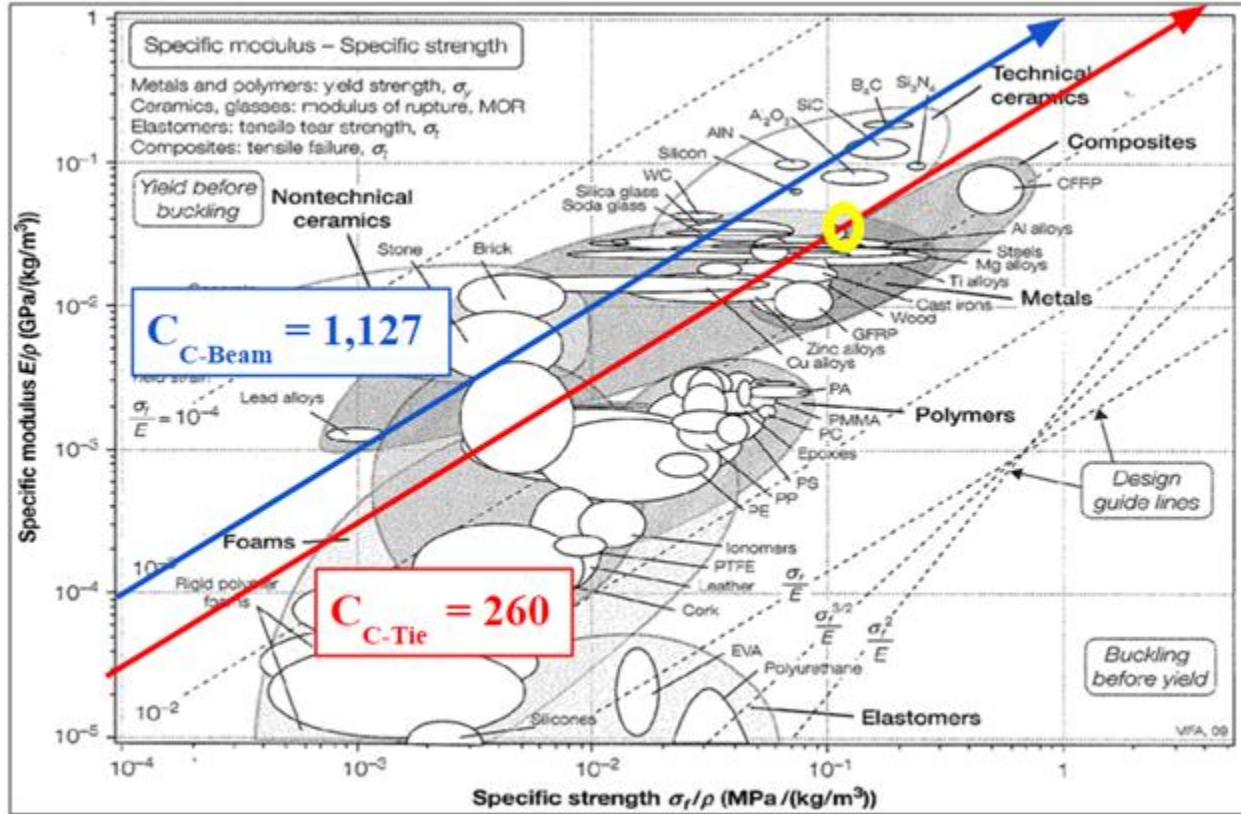 Specific modulus – Specific strength
Metals and polymers: yield strength, σy
Ceramics, glasses: modulus of rupture, MOR
Elastomers: tensile tear strength, σt
Composites: tensile failure, σt
Yield before
buckling
Nontechnical
ceramics
Stone
Brick
Technical
ceramics
B4C
Si3N4
SiC
Al2O3
AlN
Silicon
WC
Silica glass
Soda glass
Composites
CFRP
Al alloys
Steels
Mg alloys
Ti alloys
Cast irons
Metals
Wood
GFRP
Zinc alloys
Cu alloys
C C-Beam = 1,127
σf/E = 10-4
Lead alloys
PA
Polymers
PMMA
PC
Epoxies
PS
PP
PE
Design
guide lines
Foams
Rigid polymer
foams
Ionomers
PTFE
Leather
Cork
C C-Tie = 260
σf/E
σf3/2/E
σf2/E
EVA
Polyurethane
Silicones
Elastomers
Buckling
before yield
10-2
MFA, 09
1
10-1
10-2
10-3
10-4
10-5
Specific modulus E/ρ (GPa/(kg/m3))
10-4
10-3
10-2
10-1
1
Specific strength σf/ρ (MPa/(kg/m3))